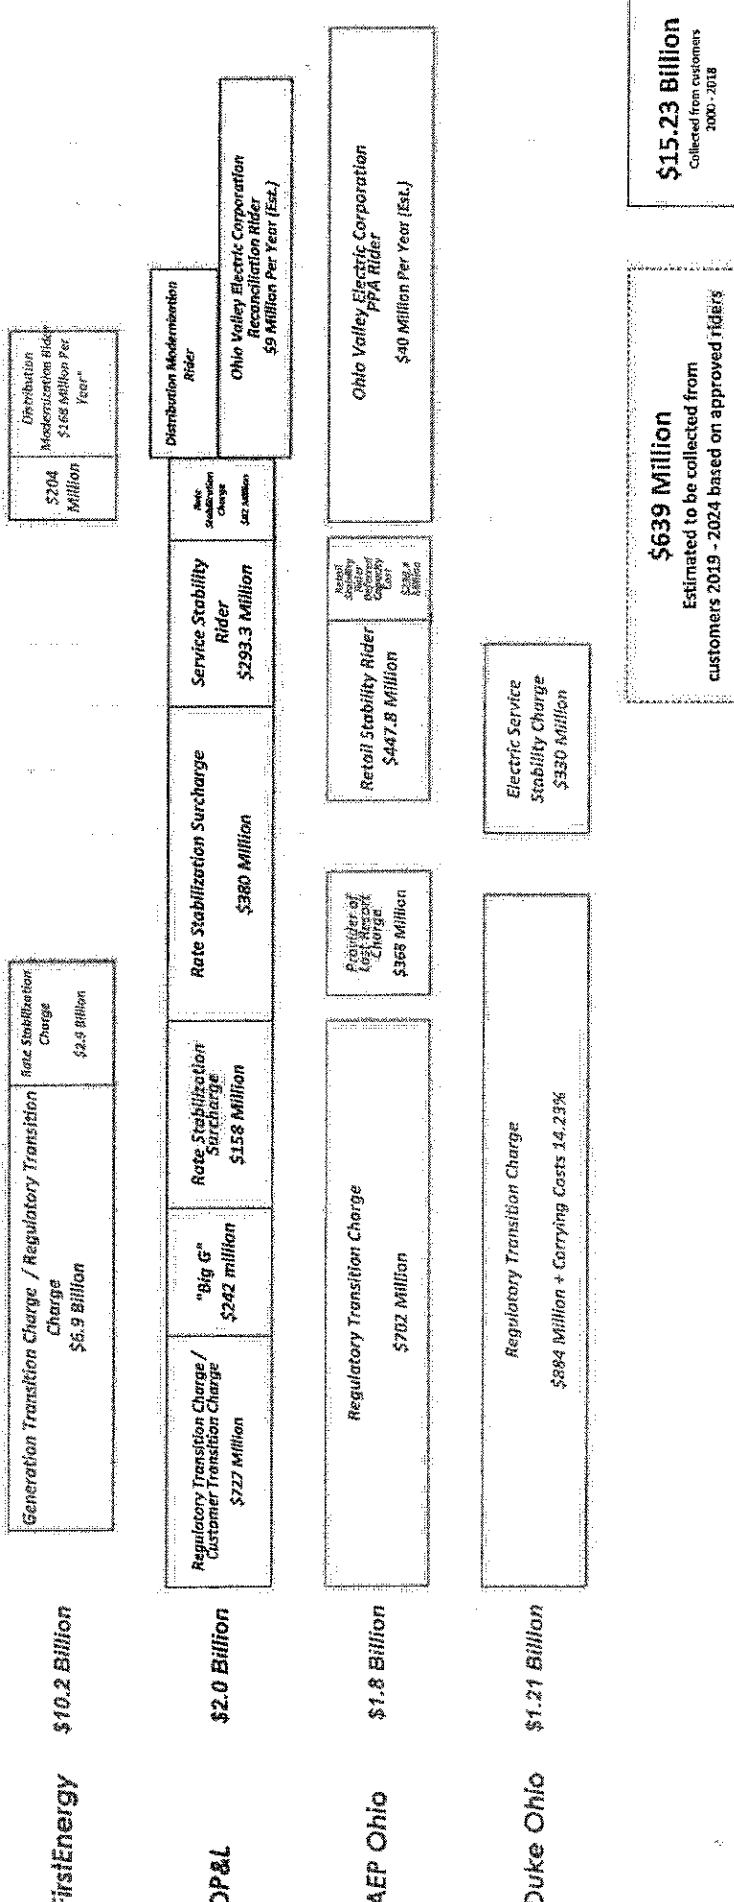 FirstEnergy
$10.2 Billion
Generation Transition Charge / Regulatory Transition
Charge
$6.9 Billion
Rate Stabilization
Charge
$2.9 Billion
$204
Million
Distribution
Modernization Rider
$168 Million Per
Year"
DP&L
$2.0 Billion
Regulatory Transition Charge /
Customer Transition Charge
$727 Million
"Big G"
$242 million
Rate Stabilization
Surcharge
$158 Million
Rate Stabilization Surcharge
$380 Million
Service Stability
Rider
$293.3 Million
Rate
Stabilization
Charge
Million
Distribution Modernization
Rider
Ohio Valley Electric Corporation
Reconciliation Rider
$9 Million Per Year (Est.)
AEP Ohio
$1.8 Billion
Regulatory Transition Charge
$702 Million
Provider of
Last Resort
Charge
$368 Million
Retail Stability Rider
$447.8 Million
Retail
Stability
Rider
Deferred
Capacity
Cost
Million
Ohio Valley Electric Corporation
PPA Rider
$40 Million Per Year (Est.)
Duke Ohio
$1.21 Billion
Regulatory Transition Charge
$884 Million + Carrying Costs 14.23%
Electric Service
Stability Charge
$330 Million
$639 Million
Estimated to be collected from
customers 2019 - 2024 based on approved riders
$15.23 Billion
Collected from customers
2000 - 2018